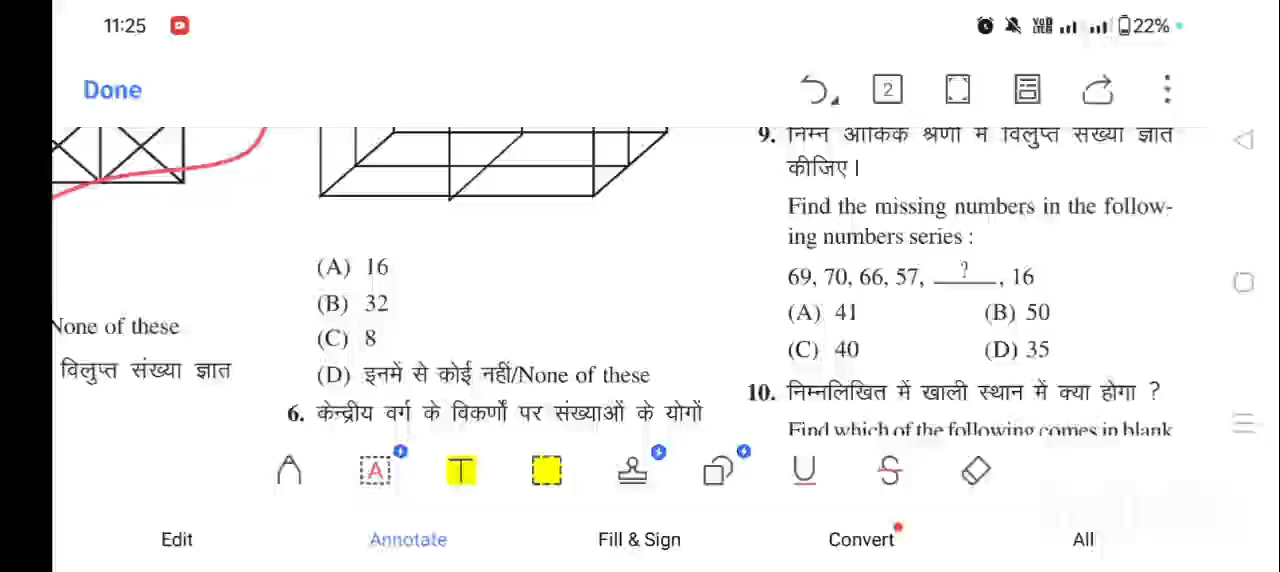 11:25
22%
Done
2
None of these
विलुप्त संख्या ज्ञात
(A) 16
(B) 32
(C) 8
(D) इनमें से कोई नहीं/None of these
6. केन्द्रीय वर्ग के विकर्णों पर संख्याओं के योगों
9. निम्न आंकिक श्रेणी में विलुप्त संख्या ज्ञात
कीजिए।
Find the missing numbers in the follow-
ing numbers series :
69, 70, 66, 57, ?, 16
(A) 41 (B) 50
(C) 40 (D) 35
10. निम्नलिखित में खाली स्थान में क्या होगा ?
Find which of the following comes in blank
A T U S
Edit Annotate Fill & Sign Convert All